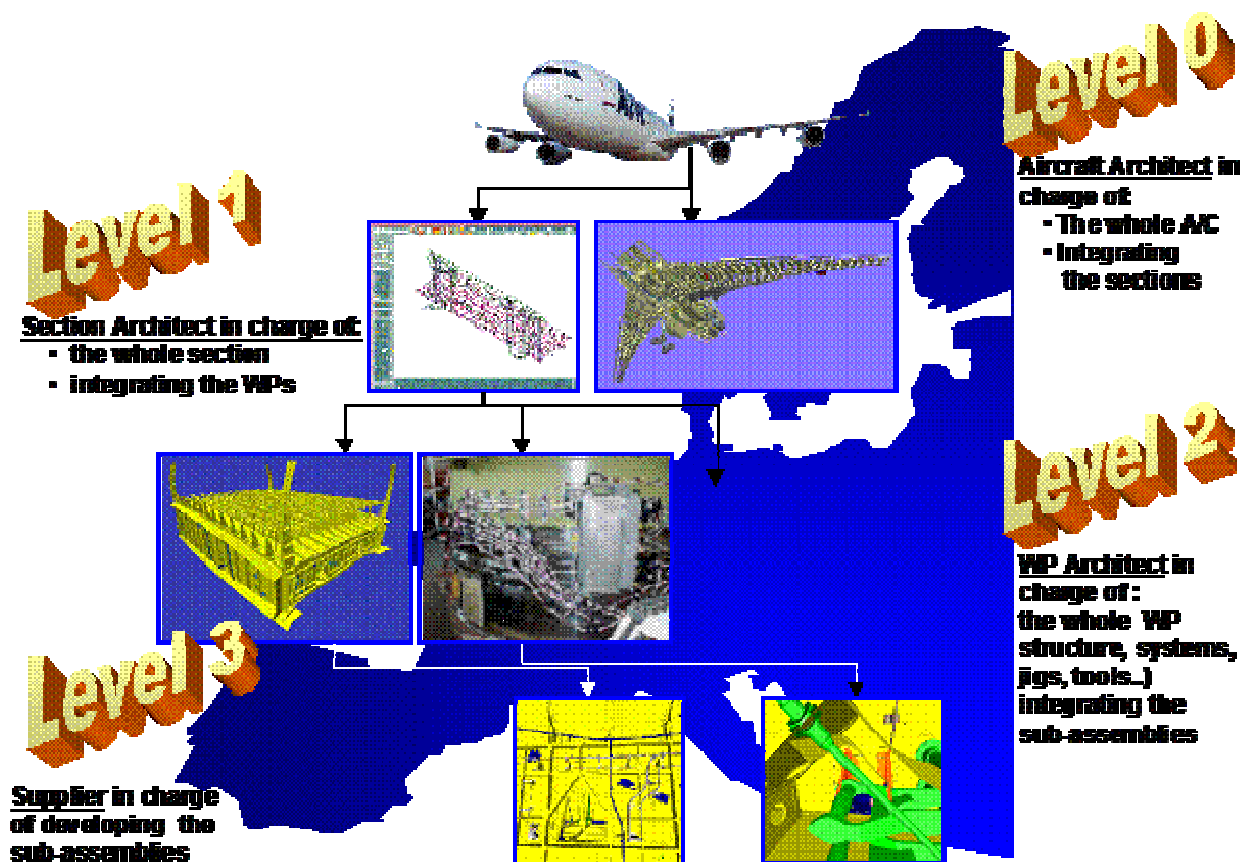 Level 0
Aircraft Architect in
charge of:
- The whole A/C
- Integrating
the sections
Level 1
Section Architect in charge of:
- the whole section
- integrating the WPs
Level 2
WP Architect in
charge of :
the whole WP
structure, systems,
jigs, tools...)
integrating the
sub-assemblies
Level 3
Supplier in charge
of developing the
sub-assemblies